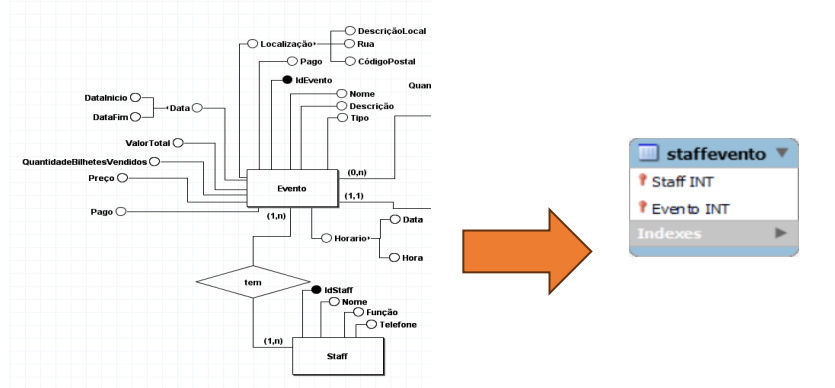 DescriçãoLocal
Localização
Rua
Pago
CódigoPostal
IdEvento
Quan
DataInicio
Nome
Data
Descrição
DataFim
Tipo
ValorTotal
QuantidadeBilhetesVendidos
(0,n)
Preço
Evento
(1,1)
Pago
(1,n)
Data
Horario
Hora
tem
IdStaff
Nome
Função
Telefone
(1,n)
Staff
staffevento
Staff INT
Evento INT
Indexes